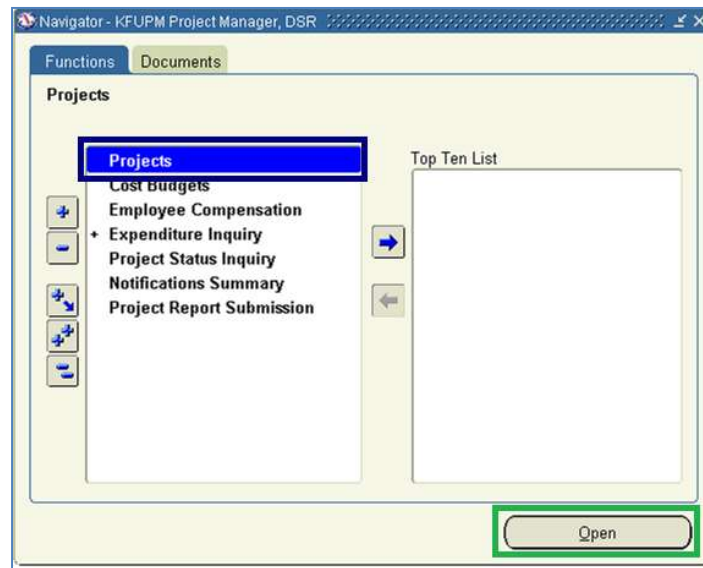 Navigator - KFUPM Project Manager, DSR
Functions Documents
Projects
Projects
Top Ten List
Cost Budgets
Employee Compensation
+ Expenditure Inquiry
Project Status Inquiry
Notifications Summary
Project Report Submission
Open